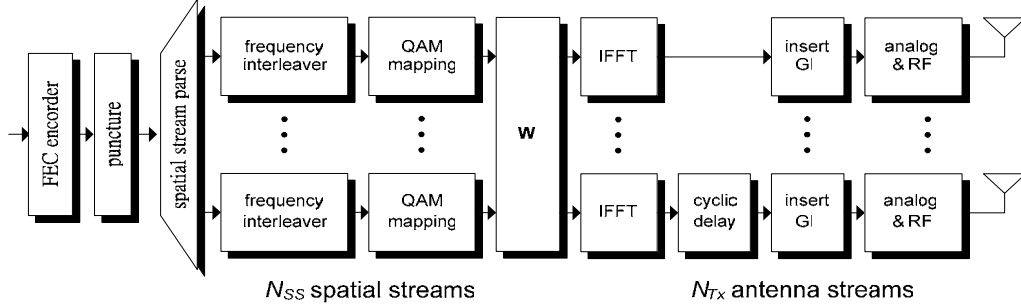 FEC encorder
puncture
spatial stream parse
frequency
interleaver
QAM
mapping
W
IFFT
insert
GI
analog
& RF
frequency
interleaver
QAM
mapping
IFFT
cyclic
delay
insert
GI
analog
& RF
NSS spatial streams
NTx antenna streams